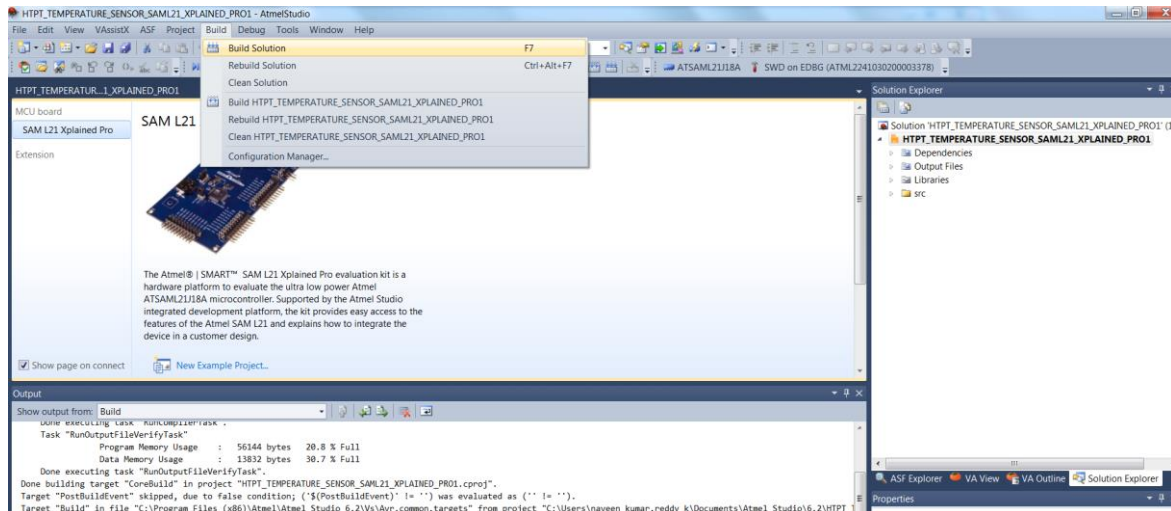 HTPT_TEMPERATURE_SENSOR_SAML21_XPLAINED_PRO1 - AtmelStudio
File Edit View VAssistX ASF Project Build Debug Tools Window Help
Build Solution F7
Rebuild Solution Ctrl+Alt+F7
Clean Solution
Build HTPT_TEMPERATURE_SENSOR_SAML21_XPLAINED_PRO1
Rebuild HTPT_TEMPERATURE_SENSOR_SAML21_XPLAINED_PRO1
Clean HTPT_TEMPERATURE_SENSOR_SAML21_XPLAINED_PRO1
Configuration Manager...
ATSAML21J18A SWD on EDBG (ATML2241030200003378)
HTPT_TEMPERATUR...1_XPLAINED_PRO1
MCU board
SAM L21 Xplained Pro
Extension
SAM L21
The Atmel® | SMART™ SAM L21 Xplained Pro evaluation kit is a
hardware platform to evaluate the ultra low power Atmel
ATSAML21J18A microcontroller. Supported by the Atmel Studio
integrated development platform, the kit provides easy access to the
features of the Atmel SAM L21 and explains how to integrate the
device in a customer design.
Show page on connect
New Example Project...
Solution Explorer
Solution 'HTPT_TEMPERATURE_SENSOR_SAML21_XPLAINED_PRO1' (1
HTPT_TEMPERATURE_SENSOR_SAML21_XPLAINED_PRO1
Dependencies
Output Files
Libraries
src
ASF Explorer VA View VA Outline Solution Explorer
Properties
Output
Show output from: Build
Done executing task "RunCompilerTask".
Task "RunOutputFileVerifyTask"
Program Memory Usage : 56144 bytes 20.8 % Full
Data Memory Usage : 13832 bytes 30.7 % Full
Done executing task "RunOutputFileVerifyTask".
Done building target "CoreBuild" in project "HTPT_TEMPERATURE_SENSOR_SAML21_XPLAINED_PRO1.cproj".
Target "PostBuildEvent" skipped, due to false condition; ('$(PostBuildEvent)' != '') was evaluated as ('' != '').
Target "Build" in file "C:\Program Files (x86)\Atmel\Atmel Studio 6.2\Vs\Avr.common.targets" from project "C:\Users\naveen kumar.reddy k\Documents\Atmel Studio\6.2\HTPT